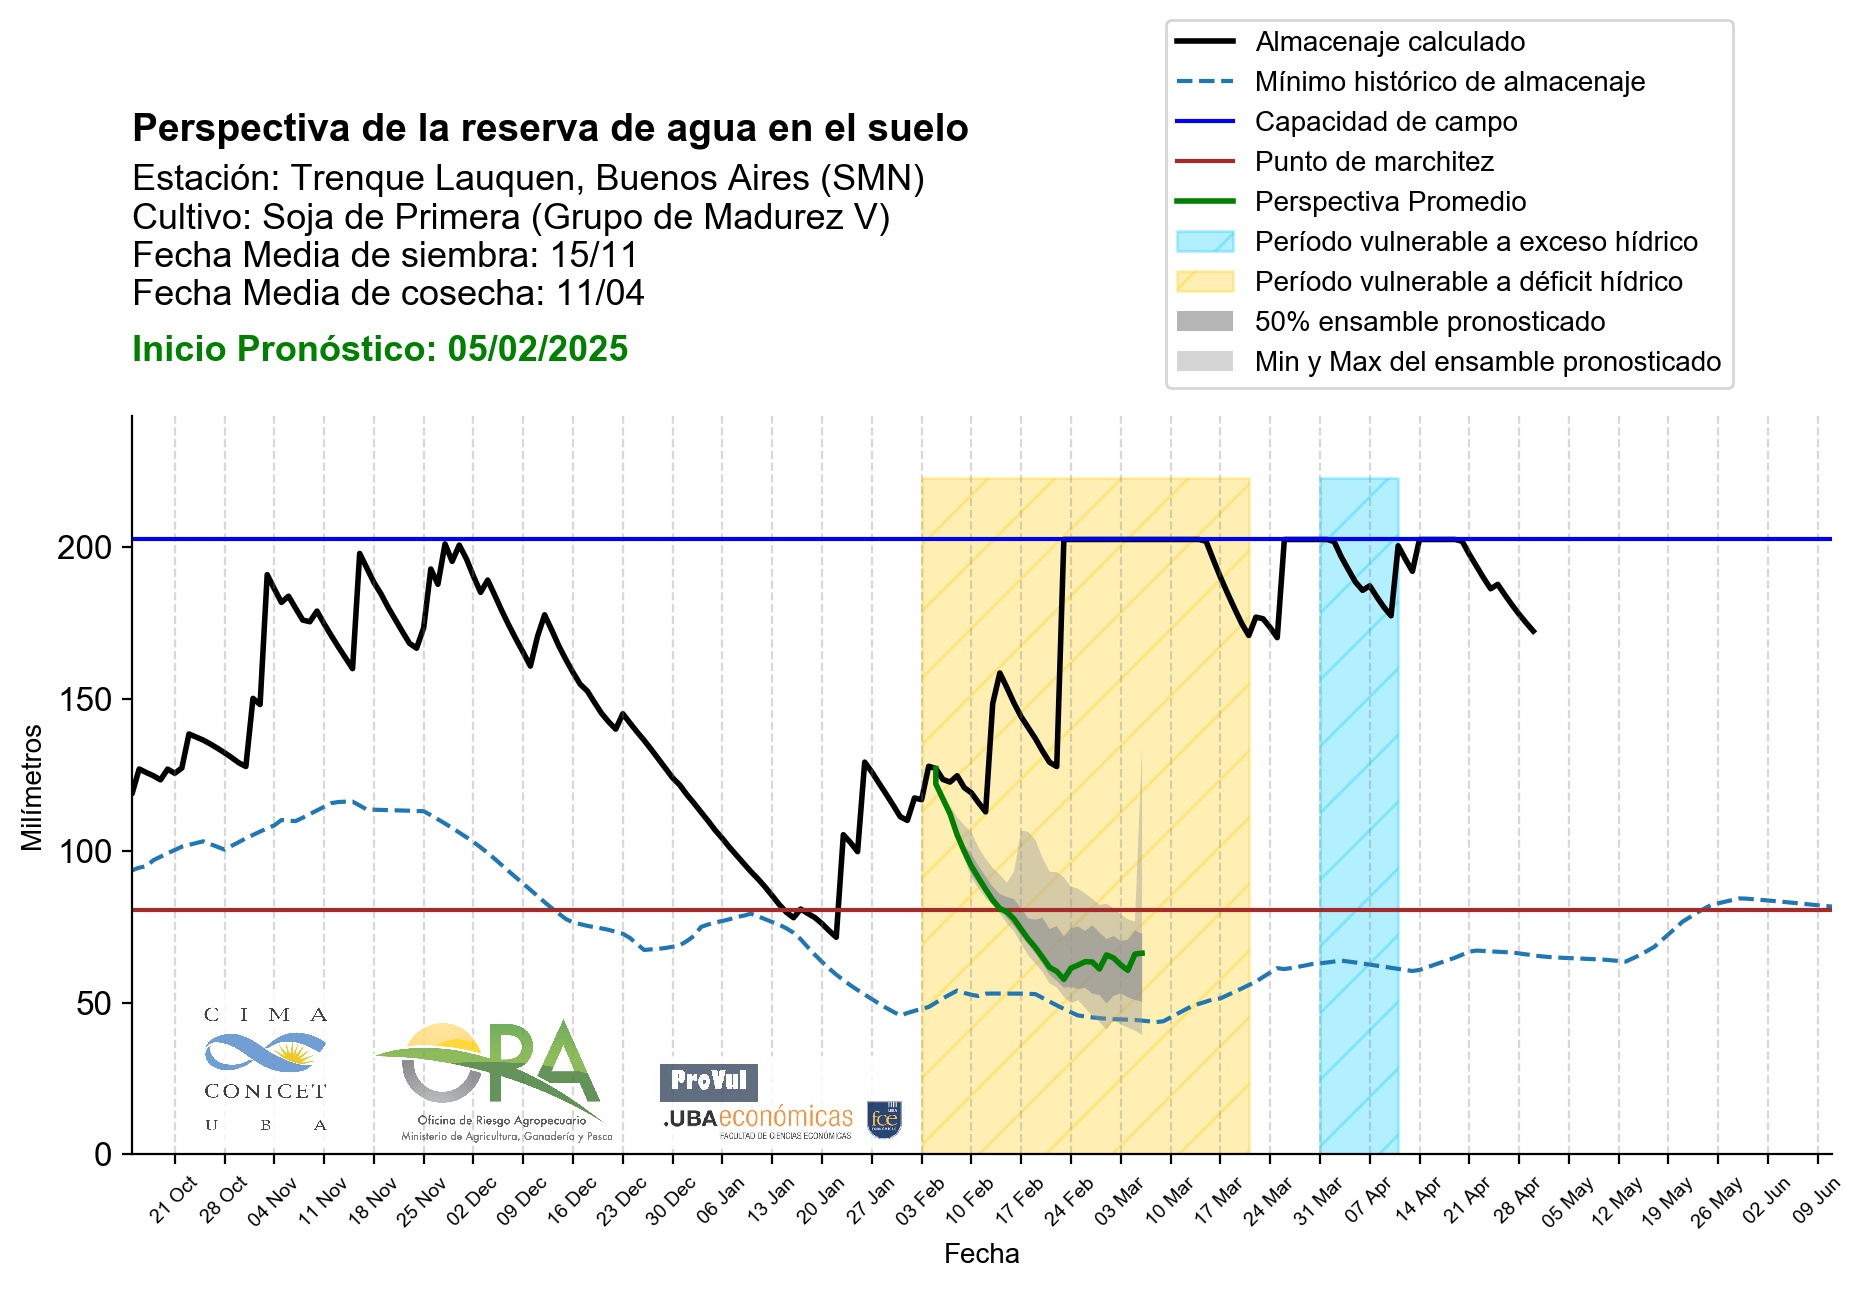 Almacenaje calculado
Mínimo histórico de almacenaje
Capacidad de campo
Punto de marchitez
Perspectiva Promedio
Período vulnerable a exceso hídrico
Período vulnerable a déficit hídrico
50% ensamble pronosticado
Min y Max del ensamble pronosticado
Perspectiva de la reserva de agua en el suelo
Estación: Trenque Lauquen, Buenos Aires (SMN)
Cultivo: Soja de Primera (Grupo de Madurez V)
Fecha Media de siembra: 15/11
Fecha Media de cosecha: 11/04
Inicio Pronóstico: 05/02/2025
200
150
100
50
0
Milímetros
C I M A
CONICET
U B A
ORA
Oficina de Riesgo Agropecuario
Ministerio de Agricultura, Ganadería y Pesca
ProVul
.UBAeconómicas
FACULTAD DE CIENCIAS ECONÓMICAS
UBA
fce
ECONÓMICAS
21 Oct
28 Oct
04 Nov
11 Nov
18 Nov
25 Nov
02 Dec
09 Dec
16 Dec
23 Dec
30 Dec
06 Jan
13 Jan
20 Jan
27 Jan
03 Feb
10 Feb
17 Feb
24 Feb
03 Mar
10 Mar
17 Mar
24 Mar
31 Mar
07 Apr
14 Apr
21 Apr
28 Apr
05 May
12 May
19 May
26 May
02 Jun
09 Jun
Fecha